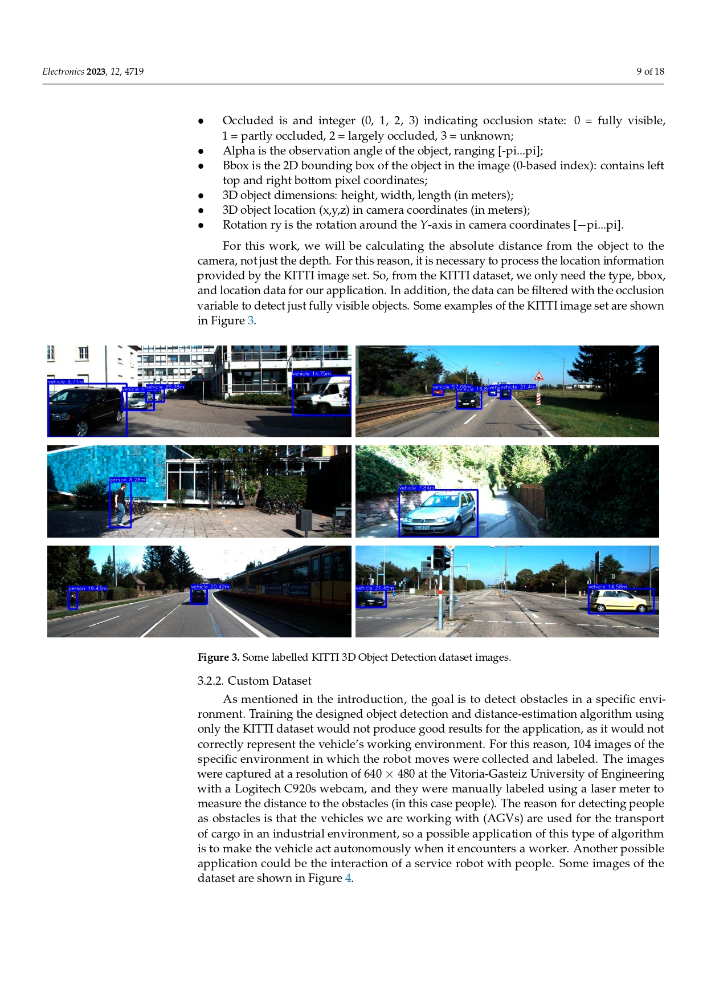 Electronics 2023, 12, 4719
9 of 18
• Occluded is and integer (0, 1, 2, 3) indicating occlusion state: 0 = fully visible,
1 = partly occluded, 2 = largely occluded, 3 = unknown;
• Alpha is the observation angle of the object, ranging [-pi...pi];
• Bbox is the 2D bounding box of the object in the image (0-based index): contains left
top and right bottom pixel coordinates;
• 3D object dimensions: height, width, length (in meters);
• 3D object location (x,y,z) in camera coordinates (in meters);
• Rotation ry is the rotation around the Y-axis in camera coordinates [−pi...pi].
For this work, we will be calculating the absolute distance from the object to the
camera, not just the depth. For this reason, it is necessary to process the location information
provided by the KITTI image set. So, from the KITTI dataset, we only need the type, bbox,
and location data for our application. In addition, the data can be filtered with the occlusion
variable to detect just fully visible objects. Some examples of the KITTI image set are shown
in Figure 3.
vehicle 8.71m
vehicle
vehicle 25.38m
vehicle 14.75m
vehicle 57.68m
vehicle 31.4m
person 8.28m
vehicle 7.84m
person 19.43m
vehicle 20.42m
vehicle 21.45m
vehicle 14.58m
Figure 3. Some labelled KITTI 3D Object Detection dataset images.
3.2.2. Custom Dataset
As mentioned in the introduction, the goal is to detect obstacles in a specific envi-
ronment. Training the designed object detection and distance-estimation algorithm using
only the KITTI dataset would not produce good results for the application, as it would not
correctly represent the vehicle's working environment. For this reason, 104 images of the
specific environment in which the robot moves were collected and labeled. The images
were captured at a resolution of 640 × 480 at the Vitoria-Gasteiz University of Engineering
with a Logitech C920s webcam, and they were manually labeled using a laser meter to
measure the distance to the obstacles (in this case people). The reason for detecting people
as obstacles is that the vehicles we are working with (AGVs) are used for the transport
of cargo in an industrial environment, so a possible application of this type of algorithm
is to make the vehicle act autonomously when it encounters a worker. Another possible
application could be the interaction of a service robot with people. Some images of the
dataset are shown in Figure 4.